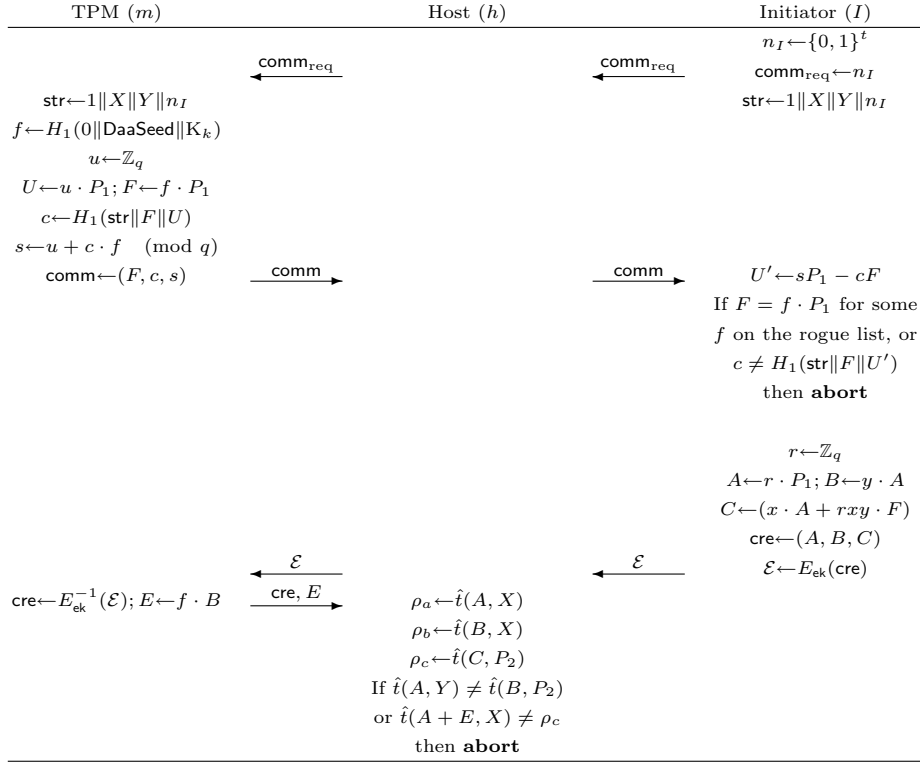 TPM (m) Host (h) Initiator (I)
n_I←{0, 1}^t
comm_req comm_req comm_req←n_I
str←1‖X‖Y‖n_I str←1‖X‖Y‖n_I
f←H_1(0‖DaaSeed‖K_k)
u←ℤ_q
U←u · P_1; F←f · P_1
c←H_1(str‖F‖U)
s←u + c · f (mod q)
comm←(F, c, s) comm comm U′←sP_1 − cF
If F = f · P_1 for some
f on the rogue list, or
c ≠ H_1(str‖F‖U′)
then abort
r←ℤ_q
A←r · P_1; B←y · A
C←(x · A + rxy · F)
cre←(A, B, C)
ℰ ℰ ℰ←E_ek(cre)
cre←E_ek^−1(ℰ); E←f · B cre, E ρ_a←t̂(A, X)
ρ_b←t̂(B, X)
ρ_c←t̂(C, P_2)
If t̂(A, Y) ≠ t̂(B, P_2)
or t̂(A + E, X) ≠ ρ_c
then abort